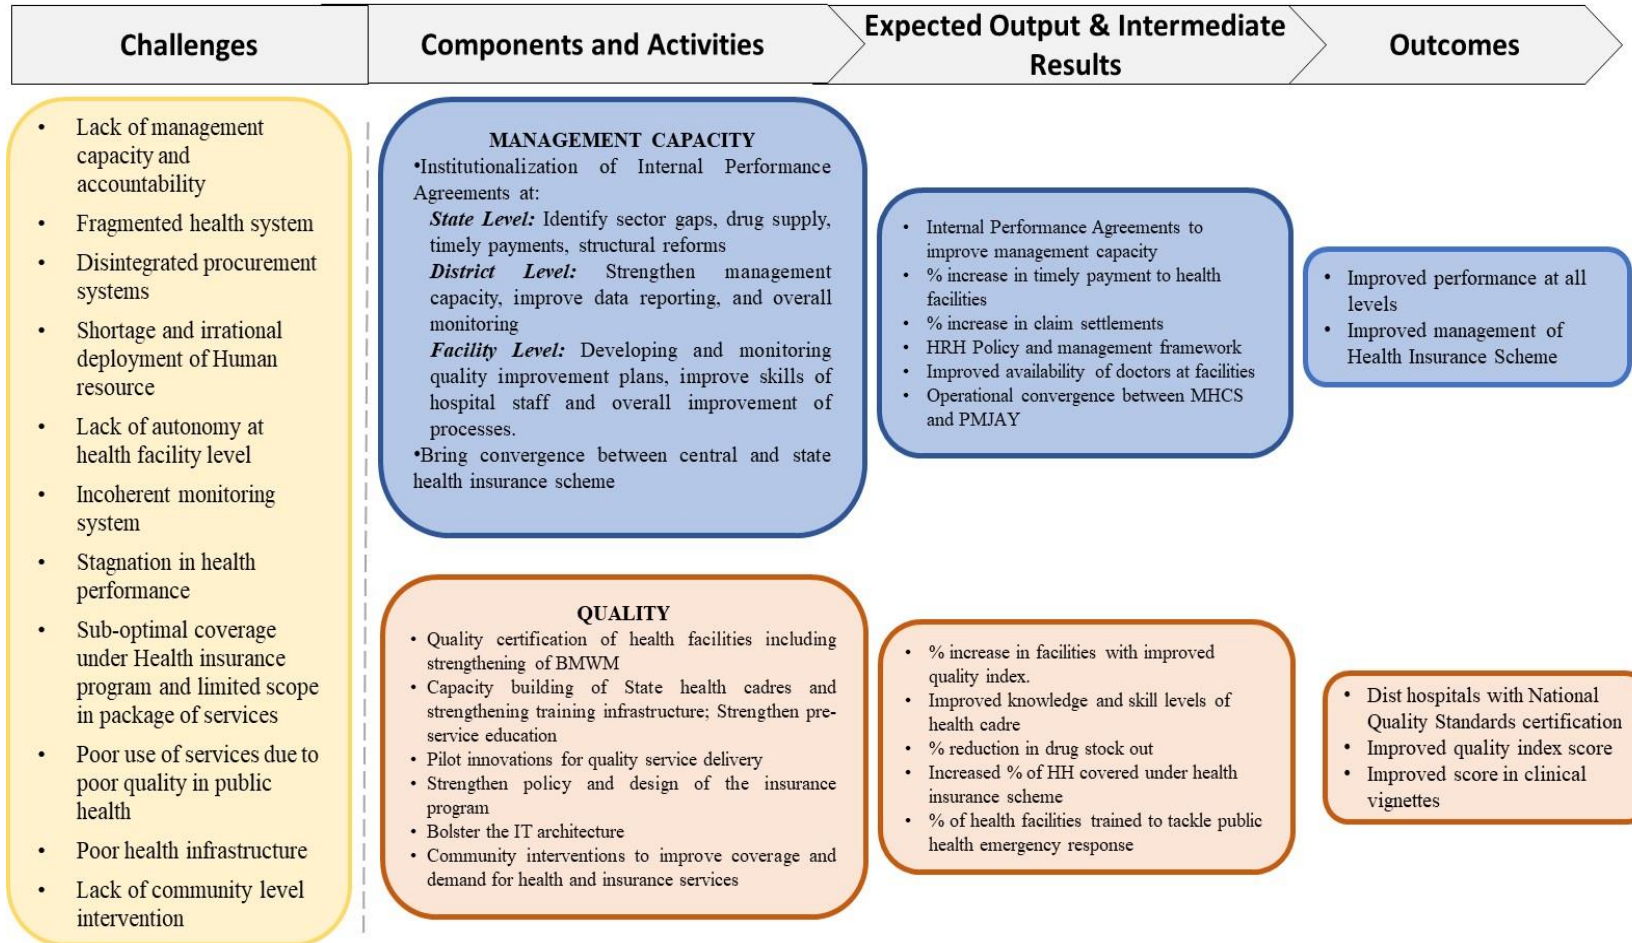 Challenges
Components and Activities
Expected Output & Intermediate
Results
Outcomes
• Lack of management
capacity and
accountability
• Fragmented health system
• Disintegrated procurement
systems
• Shortage and irrational
deployment of Human
resource
• Lack of autonomy at
health facility level
• Incoherent monitoring
system
• Stagnation in health
performance
• Sub-optimal coverage
under Health insurance
program and limited scope
in package of services
• Poor use of services due to
poor quality in public
health
• Poor health infrastructure
• Lack of community level
intervention
MANAGEMENT CAPACITY
•Institutionalization of Internal Performance
Agreements at:
State Level: Identify sector gaps, drug supply,
timely payments, structural reforms
District Level: Strengthen management
capacity, improve data reporting, and overall
monitoring
Facility Level: Developing and monitoring
quality improvement plans, improve skills of
hospital staff and overall improvement of
processes.
•Bring convergence between central and state
health insurance scheme
• Internal Performance Agreements to
improve management capacity
• % increase in timely payment to health
facilities
• % increase in claim settlements
• HRH Policy and management framework
• Improved availability of doctors at facilities
• Operational convergence between MHCS
and PMJAY
• Improved performance at all
levels
• Improved management of
Health Insurance Scheme
QUALITY
• Quality certification of health facilities including
strengthening of BMWM
• Capacity building of State health cadres and
strengthening training infrastructure; Strengthen pre-
service education
• Pilot innovations for quality service delivery
• Strengthen policy and design of the insurance
program
• Bolster the IT architecture
• Community interventions to improve coverage and
demand for health and insurance services
• % increase in facilities with improved
quality index.
• Improved knowledge and skill levels of
health cadre
• % reduction in drug stock out
• Increased % of HH covered under health
insurance scheme
• % of health facilities trained to tackle public
health emergency response
• Dist hospitals with National
Quality Standards certification
• Improved quality index score
• Improved score in clinical
vignettes